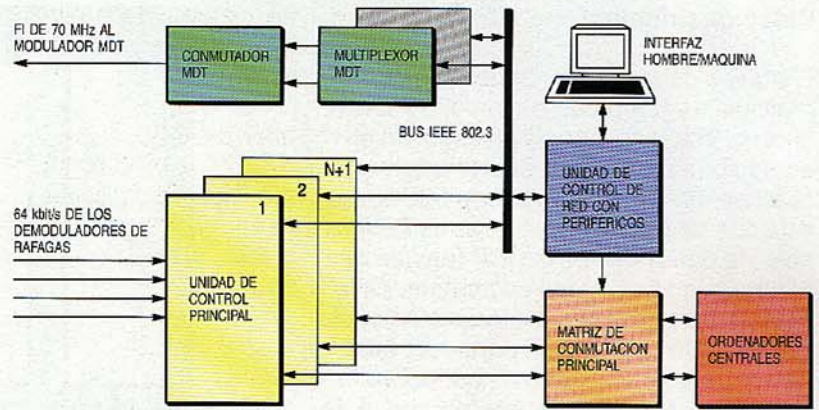 FI DE 70 MHz AL
MODULADOR MDT
CONMUTADOR
MDT
MULTIPLEXOR
MDT
INTERFAZ
HOMBRE/MAQUINA
BUS IEEE 802.3
UNIDAD DE
CONTROL DE
RED CON
PERIFERICOS
64 kbit/s DE LOS
DEMODULADORES DE
RAFAGAS
N+1
2
1
UNIDAD DE
CONTROL
PRINCIPAL
MATRIZ DE
CONMUTACION
PRINCIPAL
ORDENADORES
CENTRALES